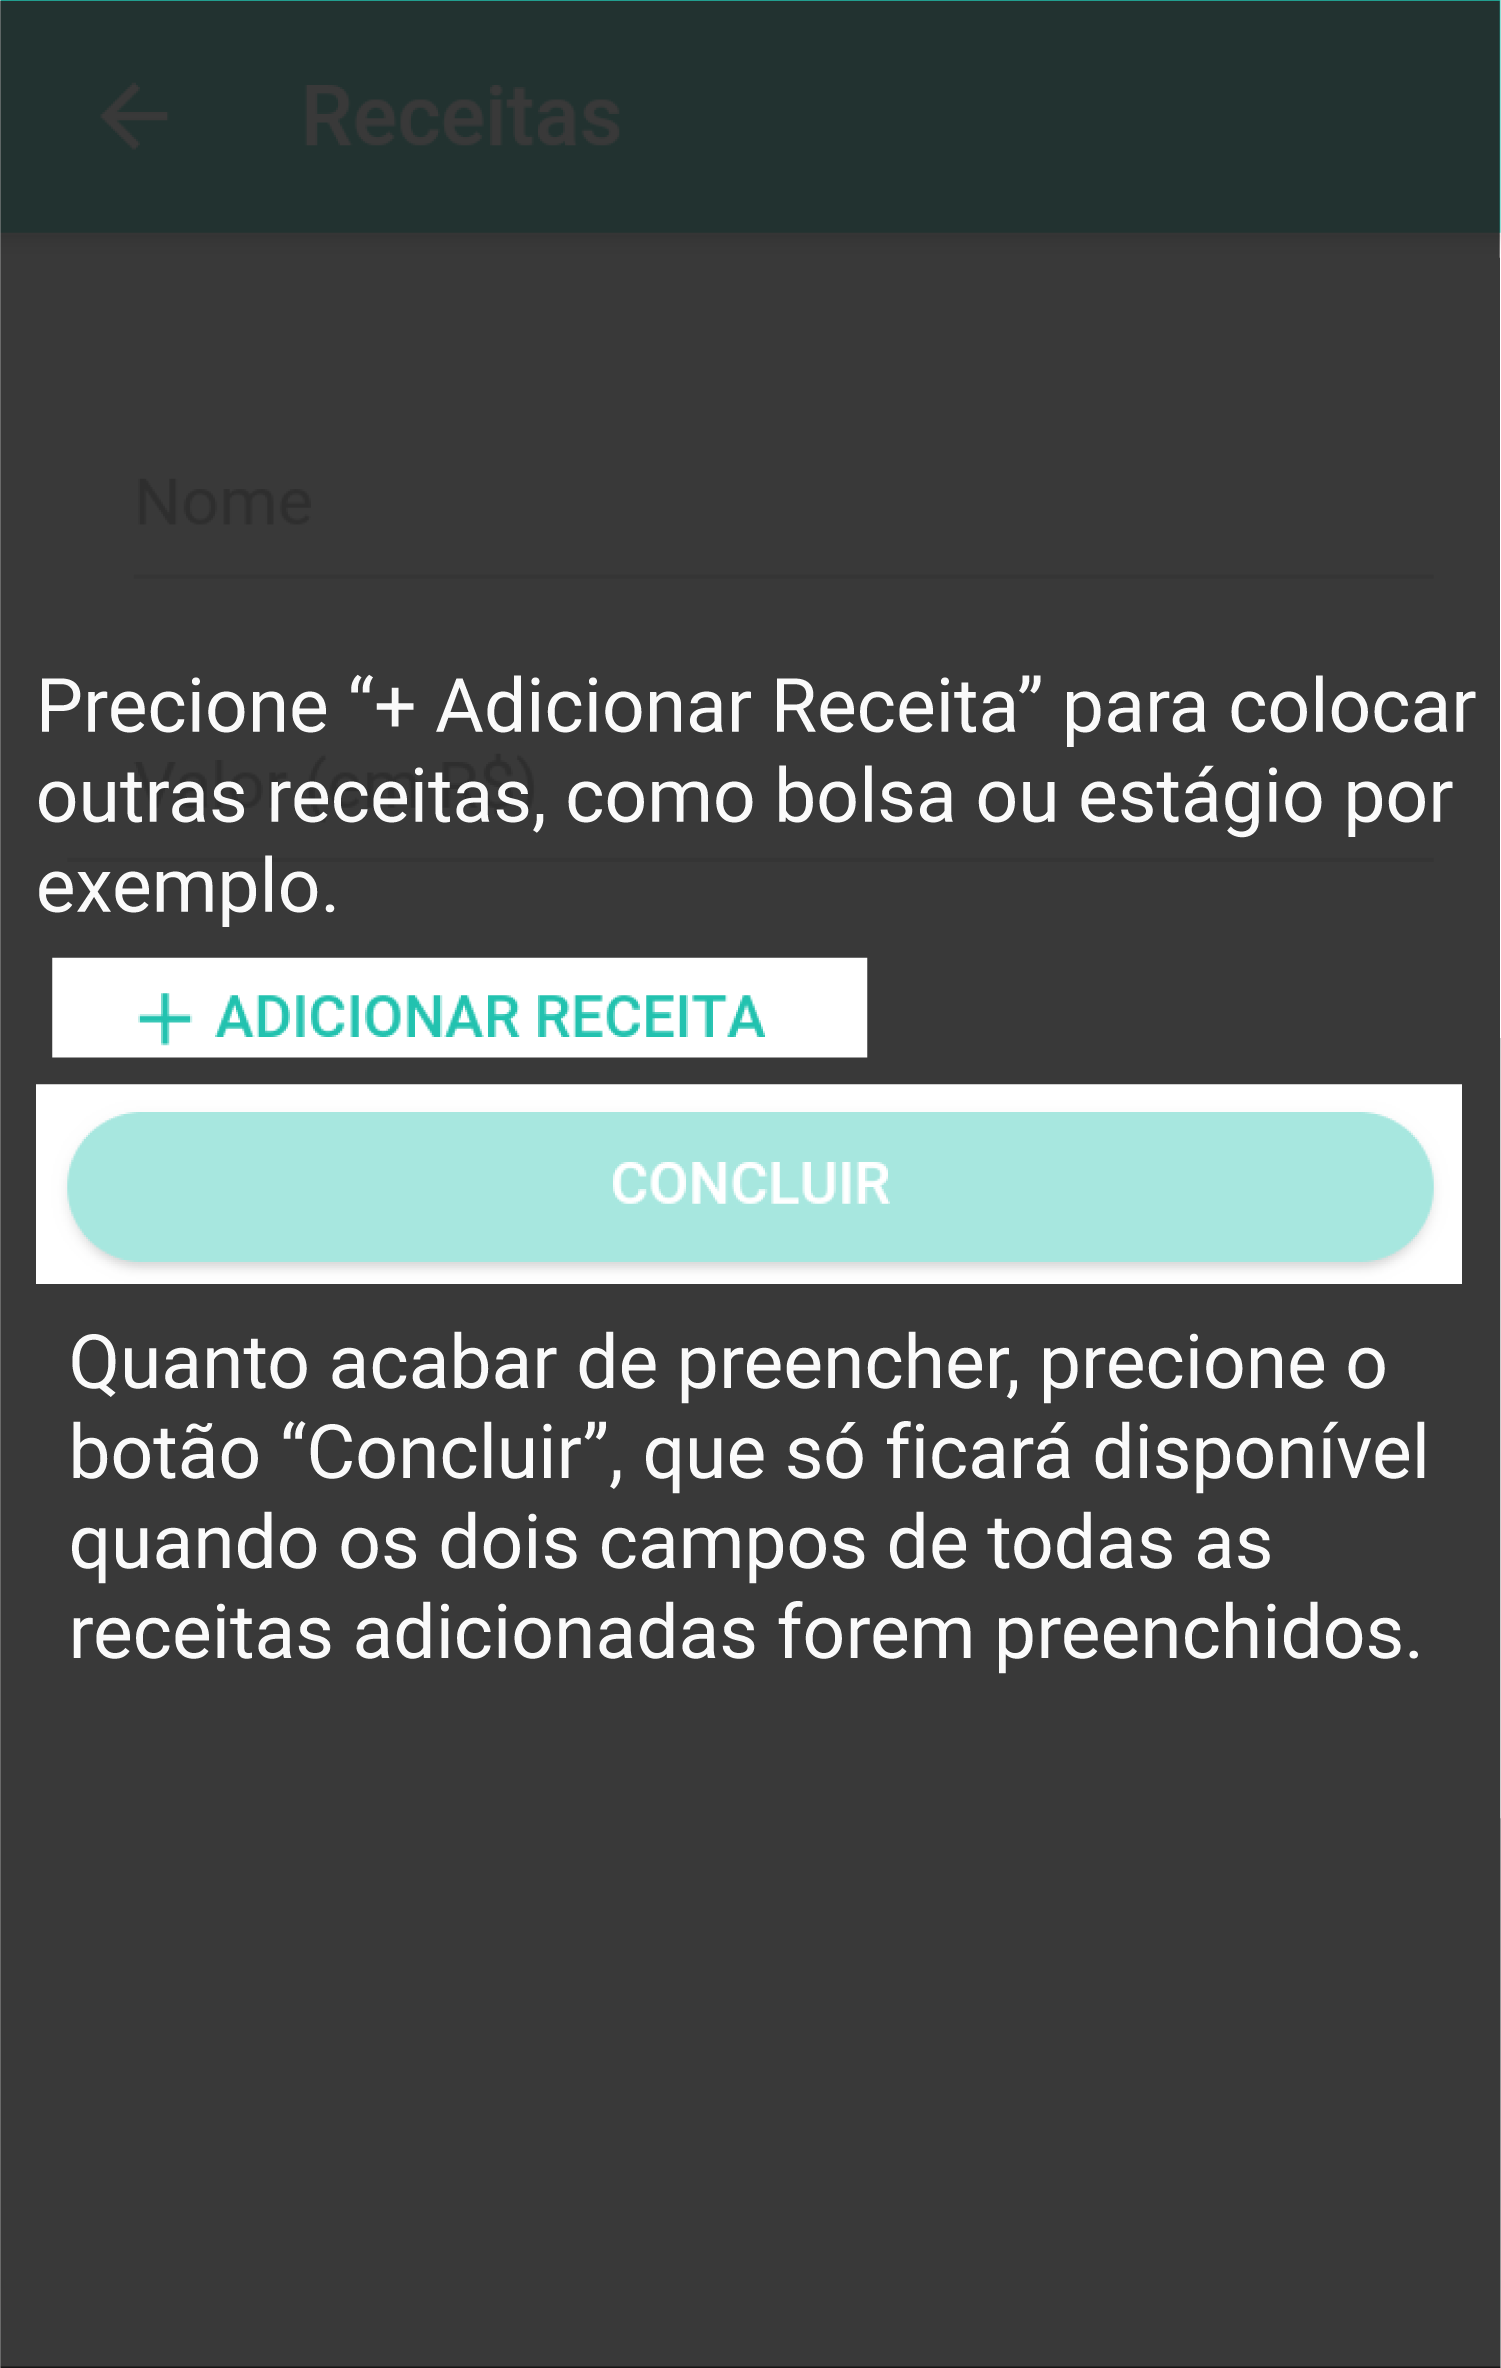 Receitas
Nome
Precione “+ Adicionar Receita” para colocar
Valor (em R$)
outras receitas, como bolsa ou estágio por
exemplo.
+ ADICIONAR RECEITA
CONCLUIR
Quanto acabar de preencher, precione o
botão “Concluir”, que só ficará disponível
quando os dois campos de todas as
receitas adicionadas forem preenchidos.